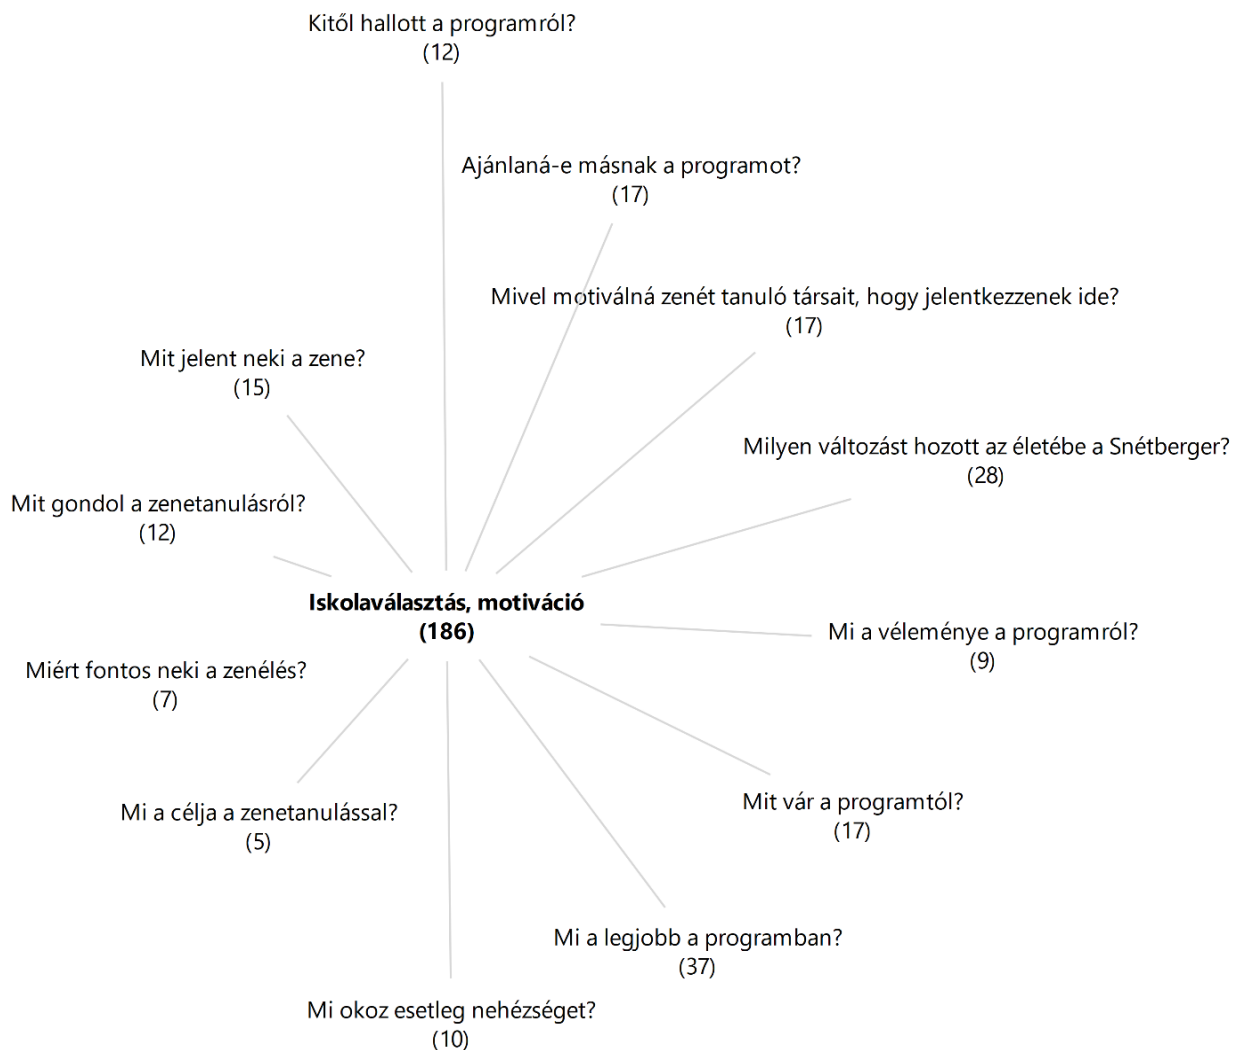 Kitől hallott a programról?
(12)
Ajánlaná-e másnak a programot?
(17)
Mivel motiválná zenét tanuló társait, hogy jelentkezzenek ide?
(17)
Mit jelent neki a zene?
(15)
Milyen változást hozott az életébe a Snétberger?
(28)
Mit gondol a zenetanulásról?
(12)
Iskolaválasztás, motiváció
(186)
Mi a véleménye a programról?
(9)
Miért fontos neki a zenélés?
(7)
Mit vár a programtól?
(17)
Mi a célja a zenetanulással?
(5)
Mi a legjobb a programban?
(37)
Mi okoz esetleg nehézséget?
(10)